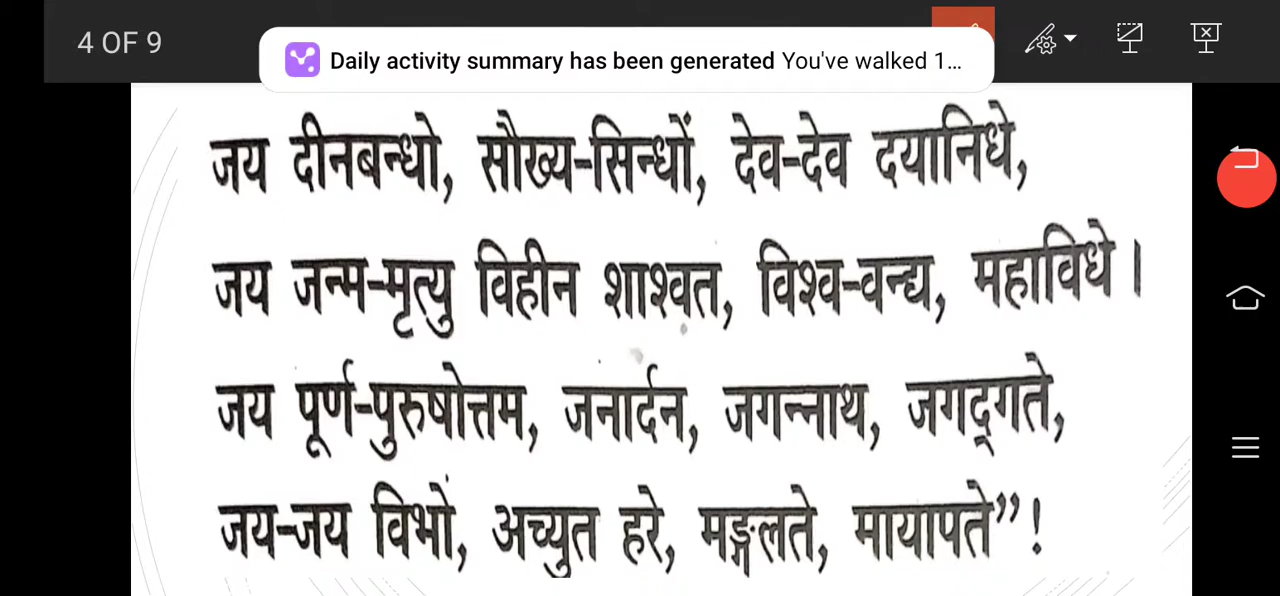 4 OF 9
Daily activity summary has been generated You've walked 1...
जय दीनबन्धो, सौख्य-सिन्धों, देव-देव दयानिधे,
जय जन्म-मृत्यु विहीन शाश्वत, विश्व-वन्द्य, महाविधे।
जय पूर्ण-पुरुषोत्तम, जनार्दन, जगन्नाथ, जगद्गते,
जय-जय विभो, अच्युत हरे, मङ्गलते, मायापते”!